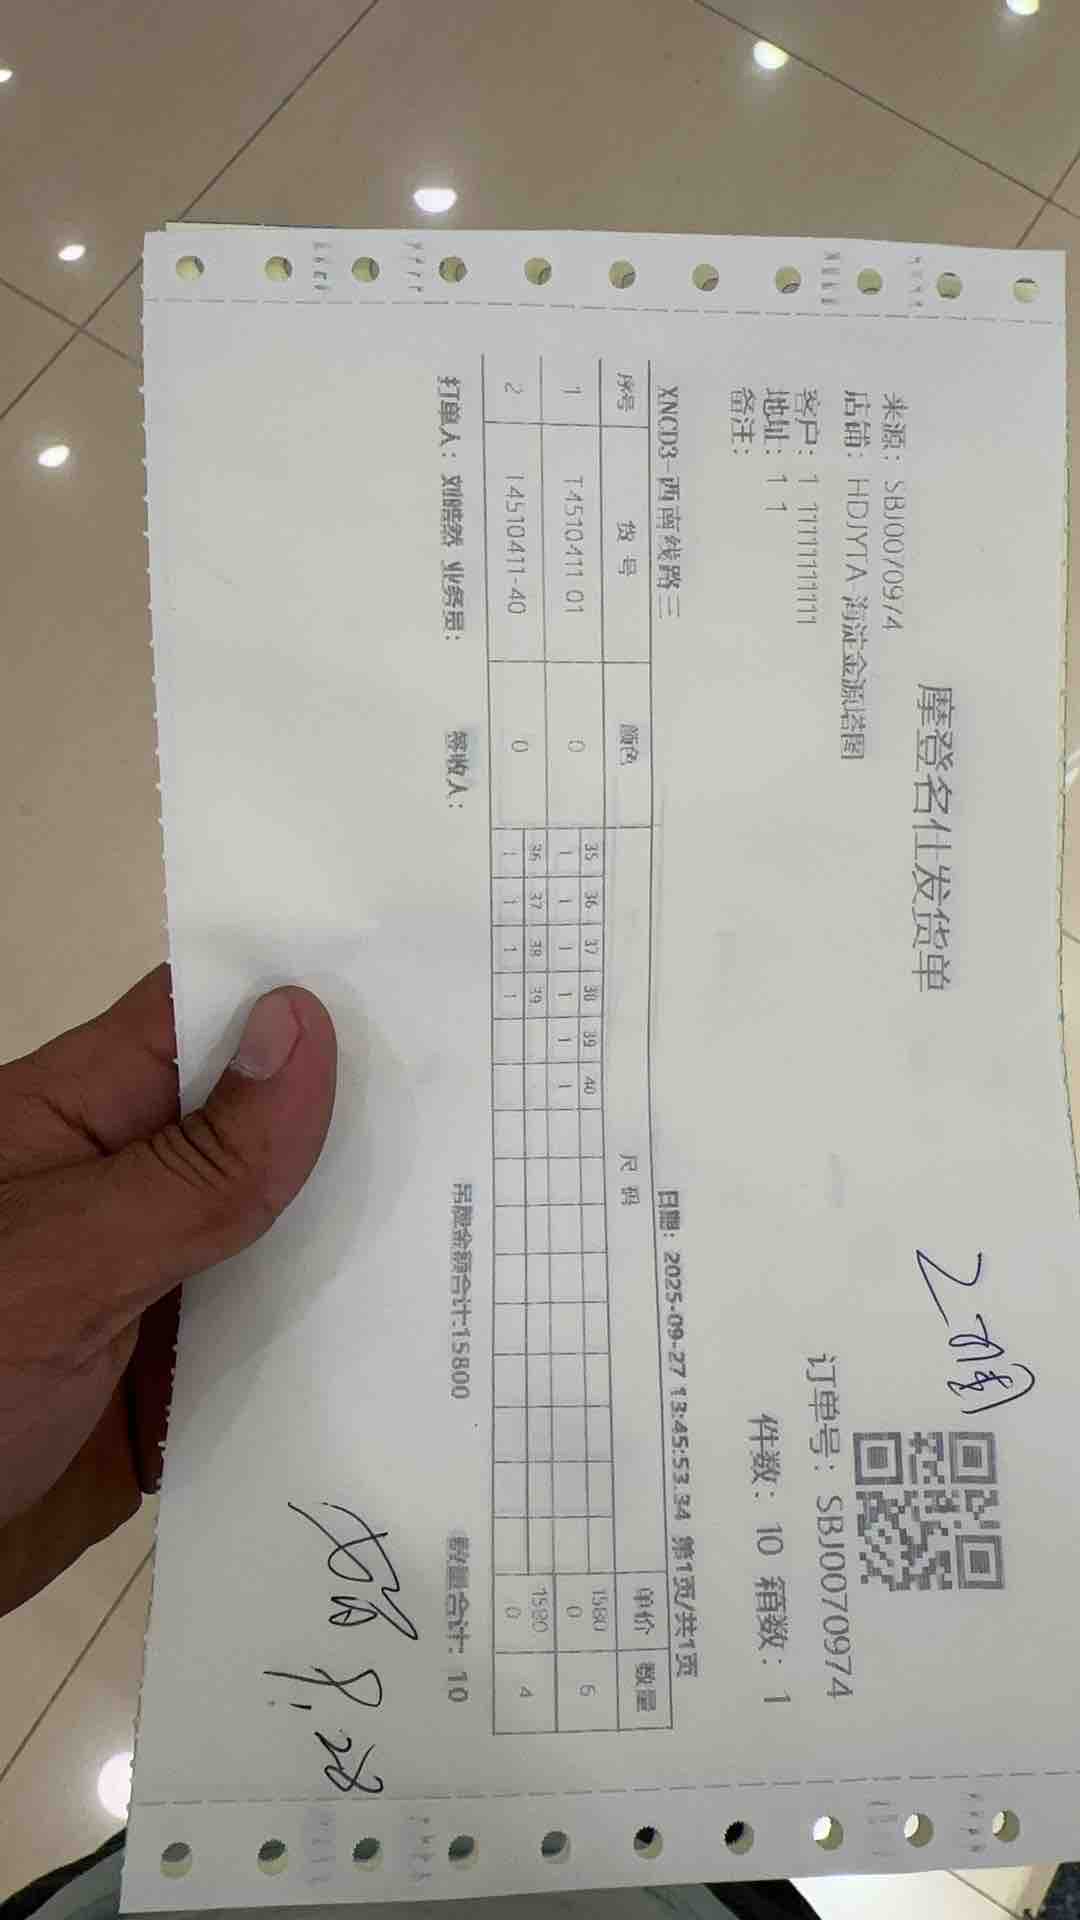 摩登名仕发货单
来源：SBJ0070974
店铺：HDJYTA 海淀金源塔图
订单号：SBJ0070974
客户：1 11111111111
地址：1 1
件数：10 箱数：1
备注：
XNCD3-西南线路三 日期：2025-09-27 13:45:53.34 第1页/共1页
序号 货号 颜色 尺码 单价 数量
35 36 37 38 39 40
1 T4510411 01 0 1 1 1 1 1 1 15800 6
36 37 38 39
2 T4510411-40 0 1 1 1 1 15800 4
打单人：刘皓然 业务员： 签收人： 吊牌金额合计:15800 数量合计：10